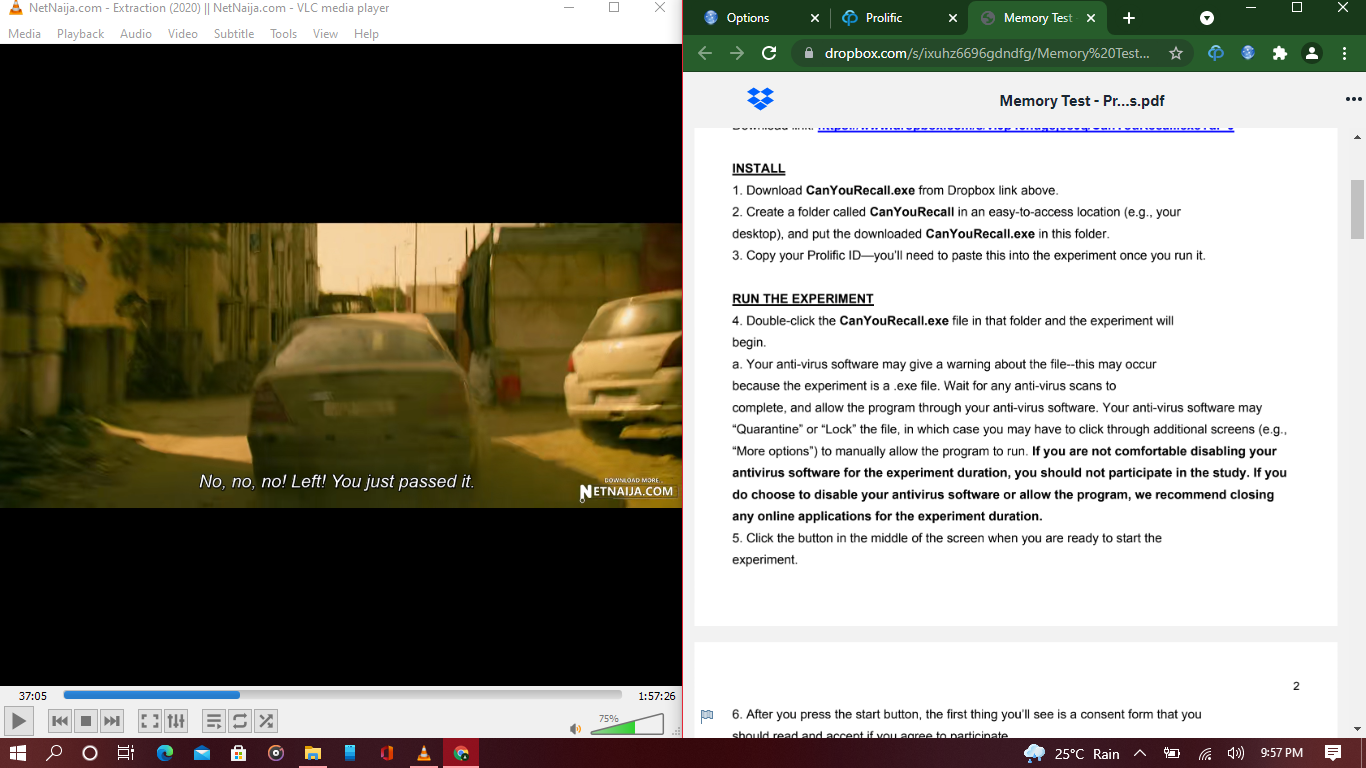 NetNaija.com - Extraction (2020) || NetNaija.com - VLC media player
Media Playback Audio Video Subtitle Tools View Help
No, no, no! Left! You just passed it.
DOWNLOAD MORE
NETNAIJA.COM
37:05
1:57:26
75%
Options
Prolific
Memory Test
dropbox.com/s/ixuhz6696gdndfg/Memory%20Test...
Memory Test - Pr...s.pdf
Download link:
INSTALL
1. Download CanYouRecall.exe from Dropbox link above.
2. Create a folder called CanYouRecall in an easy-to-access location (e.g., your
desktop), and put the downloaded CanYouRecall.exe in this folder.
3. Copy your Prolific ID—you'll need to paste this into the experiment once you run it.
RUN THE EXPERIMENT
4. Double-click the CanYouRecall.exe file in that folder and the experiment will
begin.
a. Your anti-virus software may give a warning about the file--this may occur
because the experiment is a .exe file. Wait for any anti-virus scans to
complete, and allow the program through your anti-virus software. Your anti-virus software may
“Quarantine” or “Lock” the file, in which case you may have to click through additional screens (e.g.,
“More options”) to manually allow the program to run. If you are not comfortable disabling your
antivirus software for the experiment duration, you should not participate in the study. If you
do choose to disable your antivirus software or allow the program, we recommend closing
any online applications for the experiment duration.
5. Click the button in the middle of the screen when you are ready to start the
experiment.
2
6. After you press the start button, the first thing you'll see is a consent form that you
should read and accept if you agree to participate
25°C Rain
9:57 PM